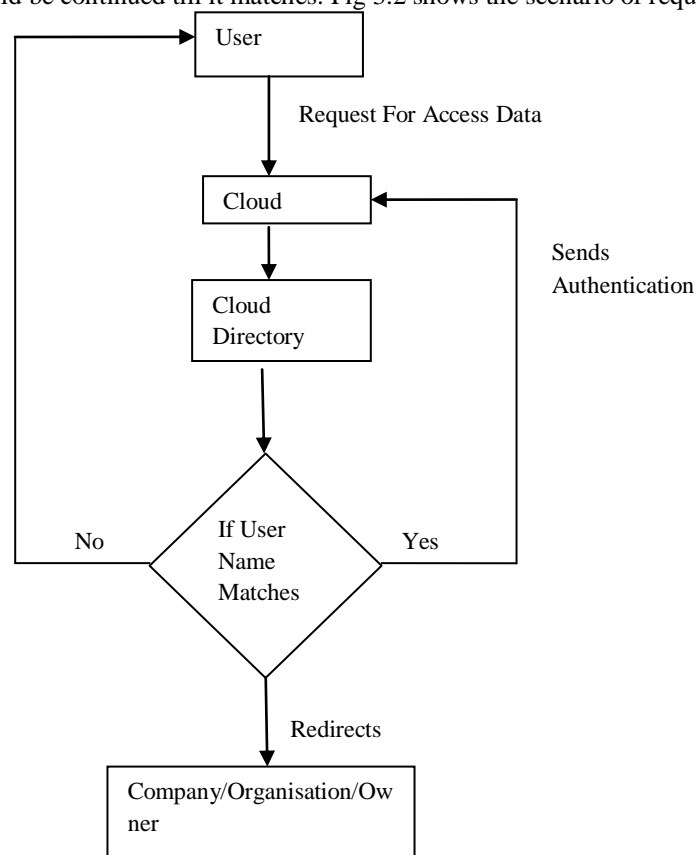 ld be continued till it matches. Fig 3.2 shows the scenario of requ
User
Request For Access Data
Cloud
Sends
Authentication
Cloud
Directory
If User
Name
Matches
No
Yes
Redirects
Company/Organisation/Ow
ner